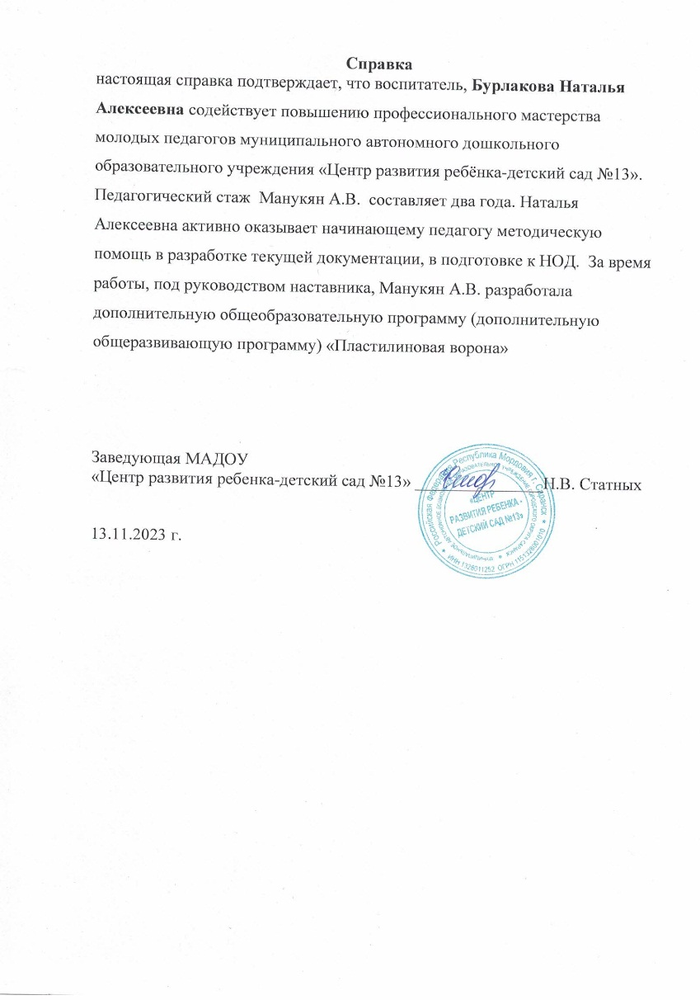 Справка
настоящая справка подтверждает, что воспитатель, Бурлакова Наталья
Алексеевна содействует повышению профессионального мастерства
молодых педагогов муниципального автономного дошкольного
образовательного учреждения «Центр развития ребёнка-детский сад №13».
Педагогический стаж Манукян А.В. составляет два года. Наталья
Алексеевна активно оказывает начинающему педагогу методическую
помощь в разработке текущей документации, в подготовке к НОД. За время
работы, под руководством наставника, Манукян А.В. разработала
дополнительную общеобразовательную программу (дополнительную
общеразвивающую программу) «Пластилиновая ворона»
Заведующая МАДОУ
«Центр развития ребенка-детский сад №13» ______________Н.В. Статных
Российская Федерация Республика Мордовия г. Саранск
«ЦЕНТР
РАЗВИТИЯ РЕБЕНКА -
ДЕТСКИЙ САД №13»
ИНН 1328011252 ОГРН
13.11.2023 г.